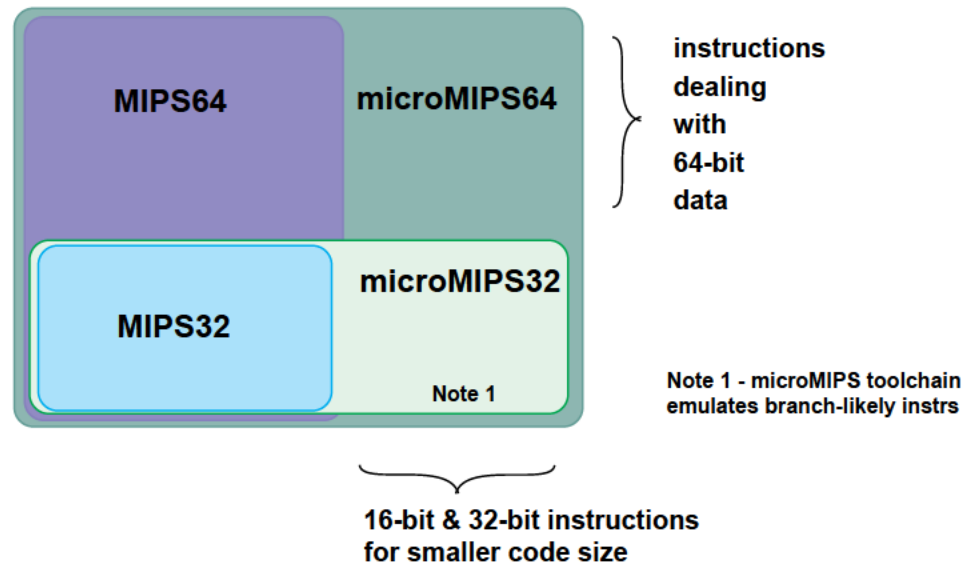 MIPS64
microMIPS64
instructions
dealing
with
64-bit
data
microMIPS32
MIPS32
Note 1
Note 1 - microMIPS toolchain
emulates branch-likely instrs
16-bit & 32-bit instructions
for smaller code size